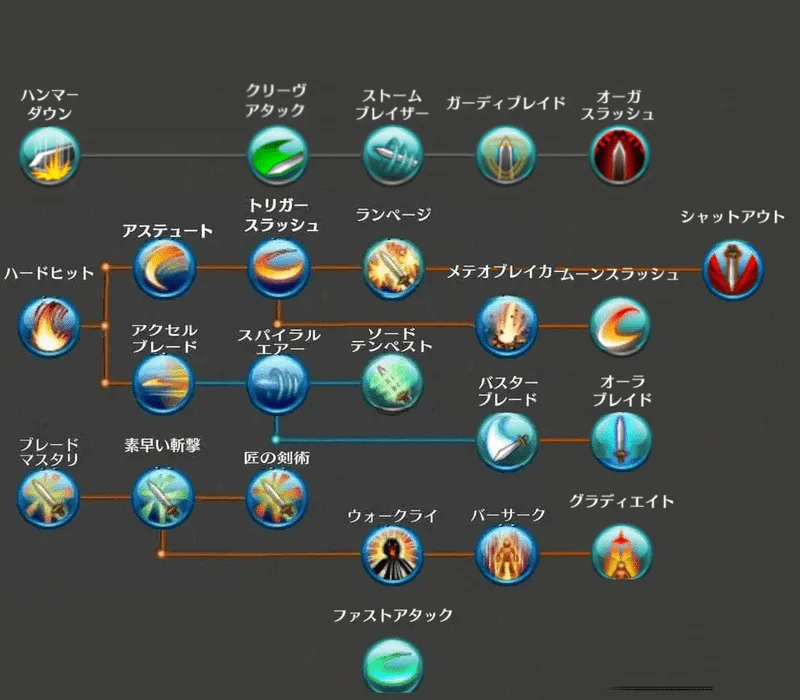 ハンマー
ダウン
クリーヴ
アタック
ストーム
ブレイザー
ガーディブレイド
オーガ
スラッシュ
アステュート
トリガー
スラッシュ
ランページ
シャットアウト
ハードヒット
メテオブレイカー
ムーンスラッシュ
アクセル
ブレード
スパイラル
エアー
ソード
テンペスト
バスター
ブレード
オーラ
ブレイド
ブレード
マスタリ
素早い斬撃
匠の剣術
ウォークライ
バーサーク
グラディエイト
ファストアタック